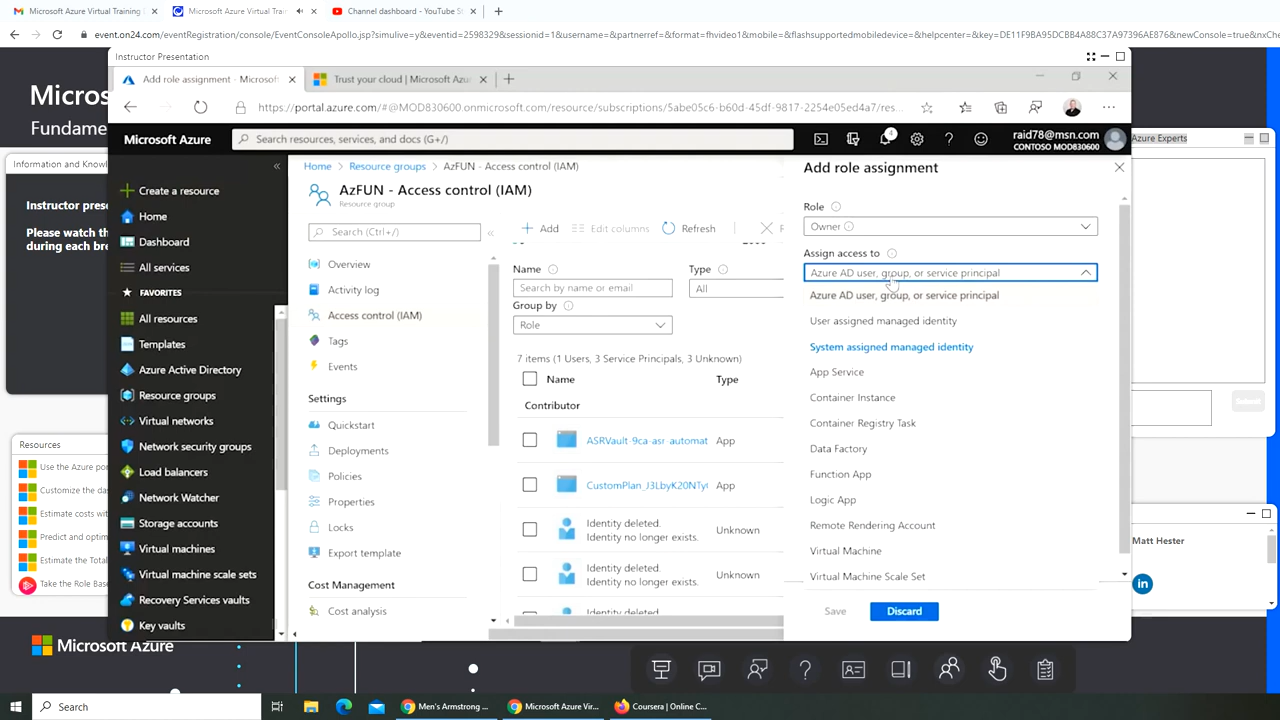 Microsoft Azure Virtual Training
Microsoft Azure Virtual Trai
Channel dashboard - YouTube St
event.on24.com/eventRegistration/console/EventConsoleApollo.jsp?simulive=y&eventid=2598329&sessionid=1&username=&partnerref=&format=fhvideo1&mobile=&flashsupportedmobiledevice=&helpcenter=&key=DE11F9BA95DCBB4A88C37A97396AE876&newConsole=true&nxChe
Instructor Presentation
Add role assignment - Microsof
Trust your cloud | Microsoft Azu
https://portal.azure.com/#@MOD830600.onmicrosoft.com/resource/subscriptions/5abe05c6-b60d-45df-9817-2254e05ed4a7/res...
Micros
Fundame
Microsoft Azure
Search resources, services, and docs (G+/)
4
raid78@msn.com
CONTOSO MOD830600
Azure Experts
Information and Knowl
Instructor prese
Please watch th
during each bre
Create a resource
Home
Dashboard
All services
FAVORITES
All resources
Templates
Azure Active Directory
Resource groups
Virtual networks
Network security groups
Load balancers
Network Watcher
Storage accounts
Virtual machines
Virtual machine scale sets
Recovery Services vaults
Key vaults
Home > Resource groups > AzFUN - Access control (IAM)
AzFUN - Access control (IAM)
Resource group
Search (Ctrl+/)
Overview
Activity log
Access control (IAM)
Tags
Events
Settings
Quickstart
Deployments
Policies
Properties
Locks
Export template
Cost Management
Cost analysis
Add
Edit columns
Refresh
Name
Type
Search by name or email
All
Group by
Role
7 items (1 Users, 3 Service Principals, 3 Unknown)
Name
Type
Contributor
ASRVault-9ca-asr-automat
App
CustomPlan_J3LbyK20NTy
App
Identity deleted.
Identity no longer exists.
Unknown
Identity deleted.
Identity no longer exists.
Unknown
Identity deleted.
Add role assignment
Role
Owner
Assign access to
Azure AD user, group, or service principal
Azure AD user, group, or service principal
User assigned managed identity
System assigned managed identity
App Service
Container Instance
Container Registry Task
Data Factory
Function App
Logic App
Remote Rendering Account
Virtual Machine
Virtual Machine Scale Set
Save
Discard
Submit
Resources
Use the Azure por
Customize the da
Estimate costs wit
Predict and optim
Estimate the Total
Take the Role Base
Matt Hester
in
Microsoft Azure
Search
Men's Armstrong ...
Microsoft Azure Vir...
Coursera | Online C...